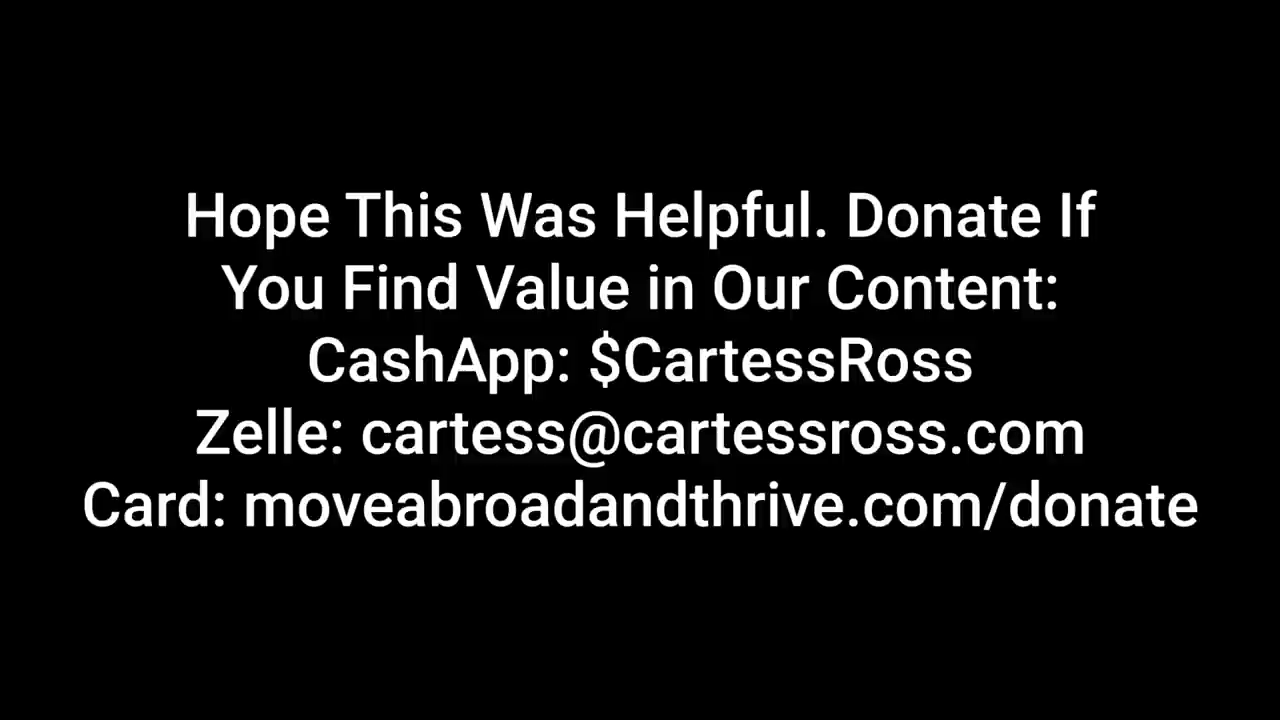 Hope This Was Helpful. Donate If
You Find Value in Our Content:
CashApp: $CartessRoss
Zelle: cartess@cartessross.com
Card: moveabroadandthrive.com/donate